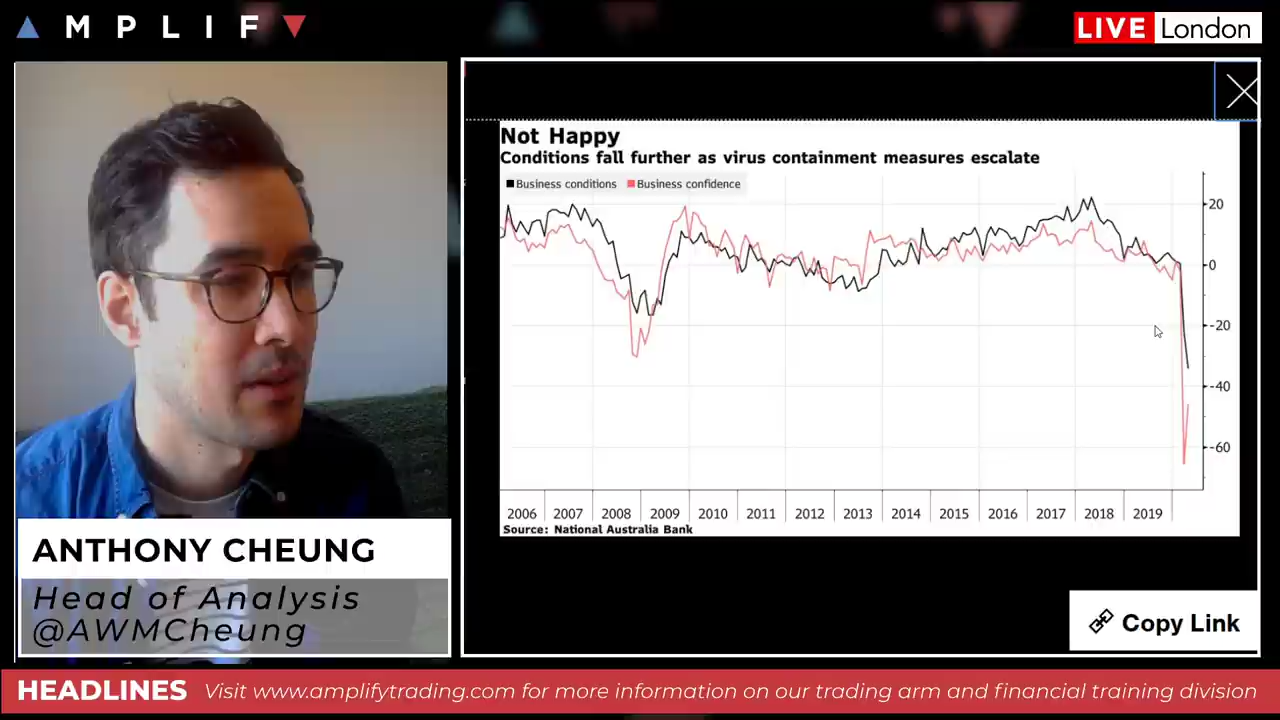 AMPLIFY
LIVE London
Not Happy
Conditions fall further as virus containment measures escalate
Business conditions Business confidence
20
0
-20
-40
-60
2006 2007 2008 2009 2010 2011 2012 2013 2014 2015 2016 2017 2018 2019
Source: National Australia Bank
ANTHONY CHEUNG
Head of Analysis
@AWMCheung
Copy Link
HEADLINES Visit www.amplifytrading.com for more information on our trading arm and financial training division